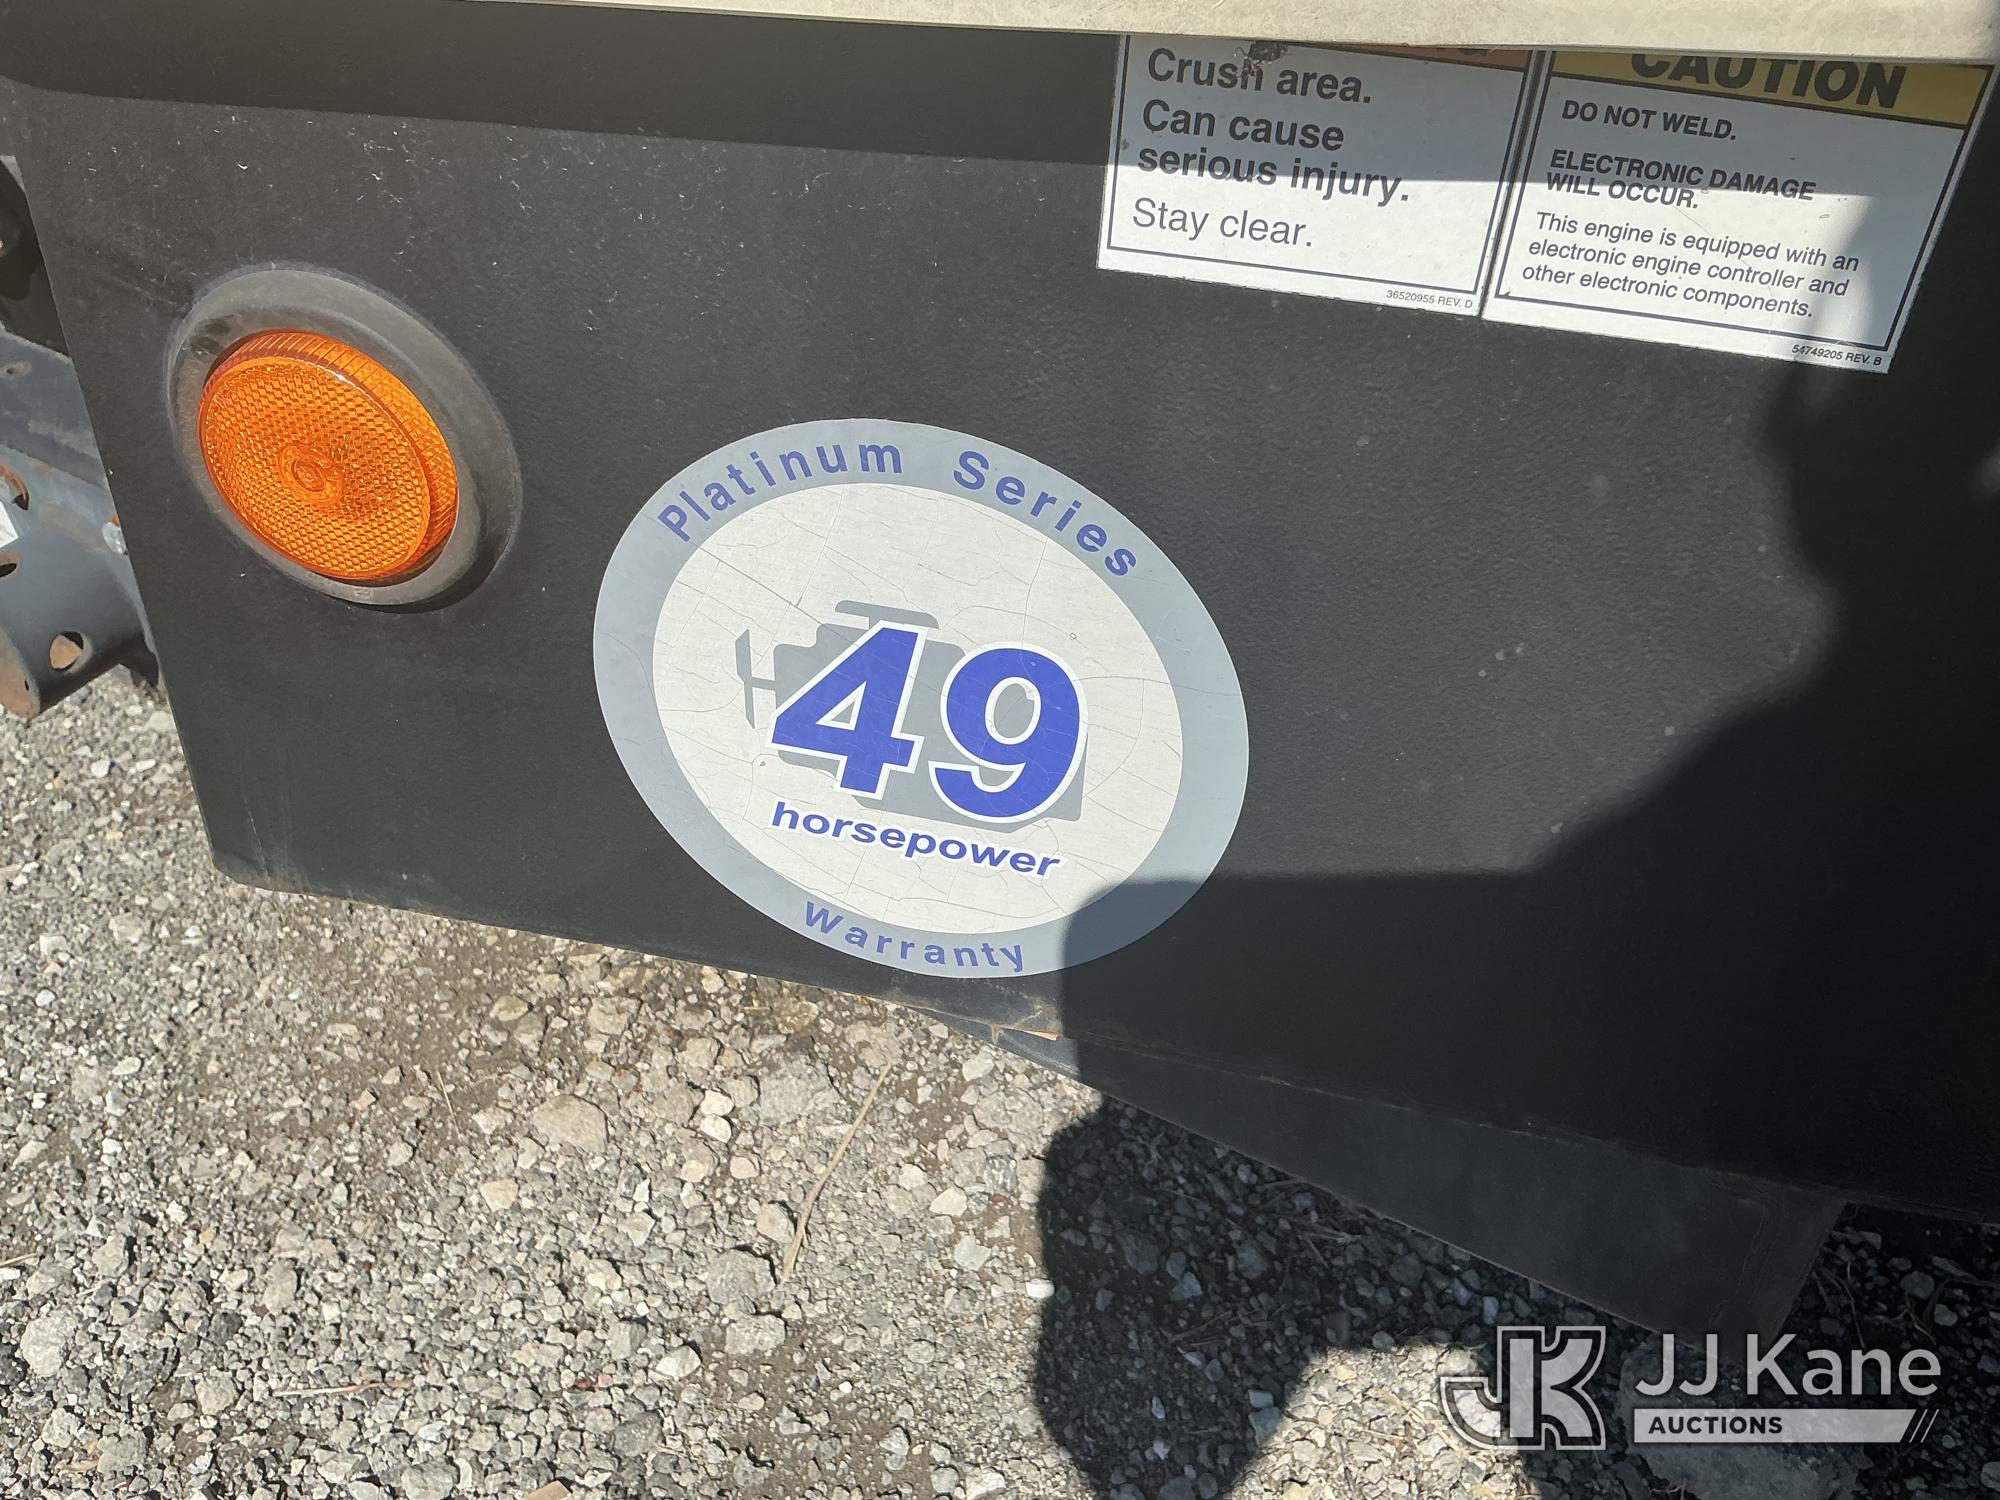 Crush area.
Can cause
serious injury.
Stay clear.
36520955 REV. D
CAUTION
DO NOT WELD.
ELECTRONIC DAMAGE
WILL OCCUR.
This engine is equipped with an
electronic engine controller and
other electronic components.
54749205 REV. B
Platinum Series
49
horsepower
Warranty
JK
JJ Kane
AUCTIONS